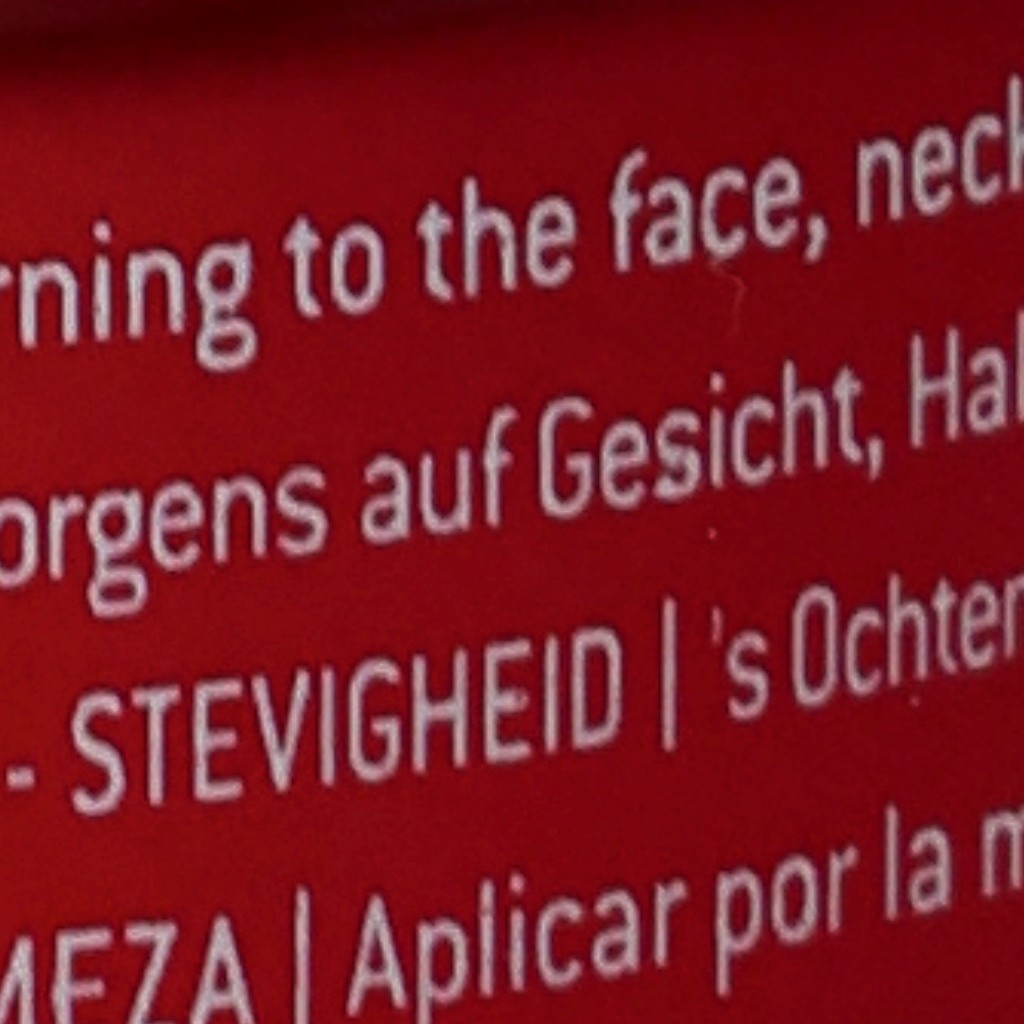 rning to the face, neck
orgens auf Gesicht, Hal
- STEVIGHEID | 's Ochten
MEZA | Aplicar por la m